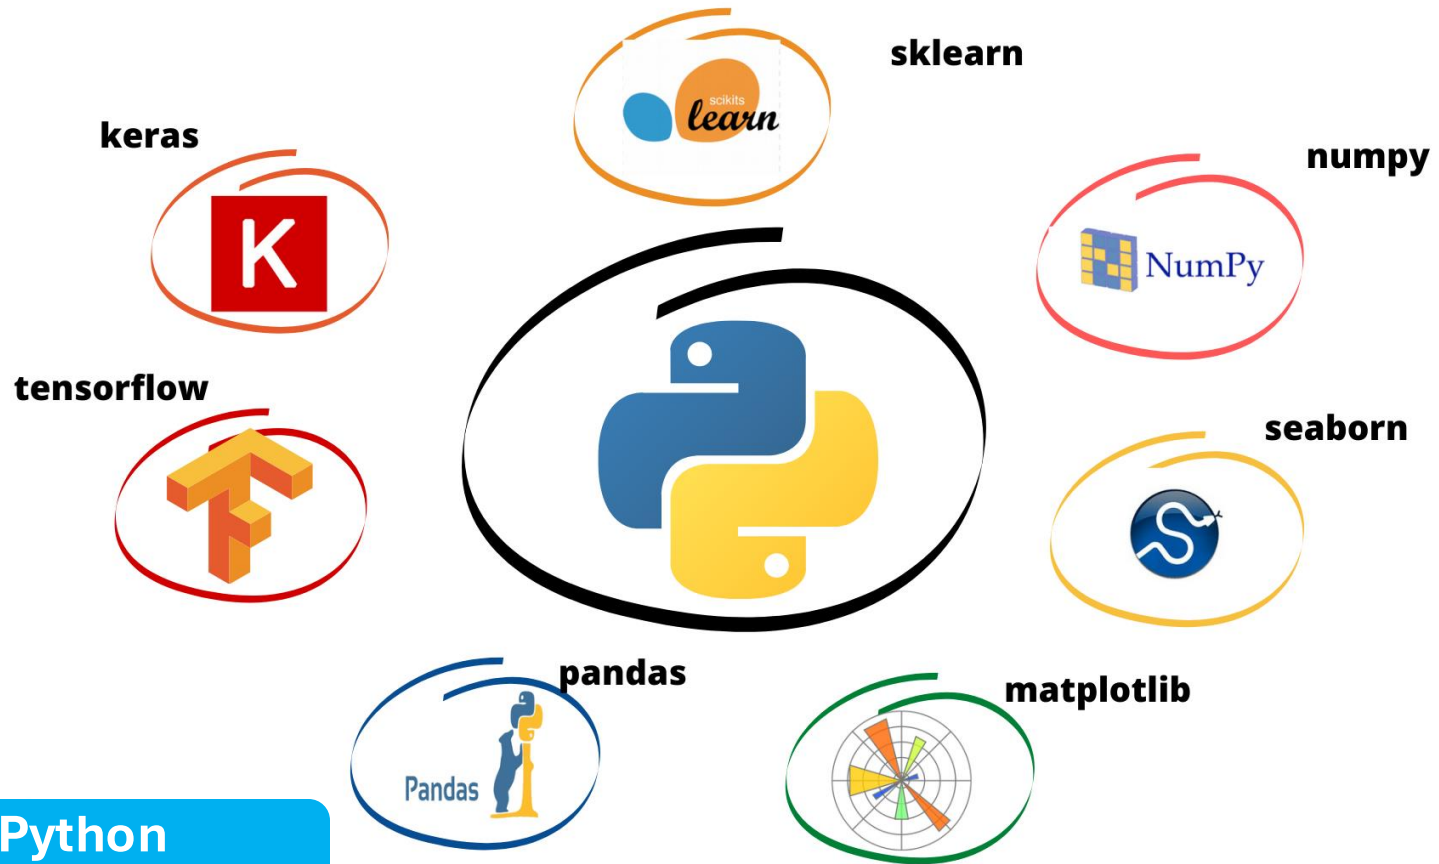 sklearn
scikits
learn
keras
K
numpy
NumPy
tensorflow
seaborn
pandas
Pandas
matplotlib
Python